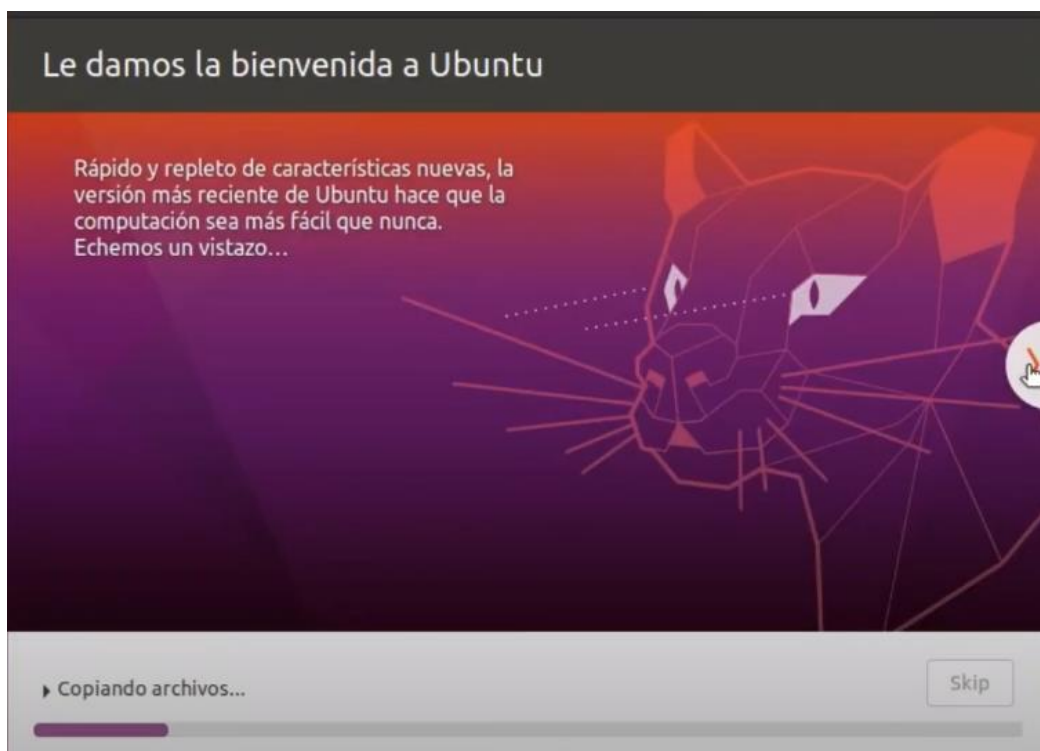 Le damos la bienvenida a Ubuntu
Rápido y repleto de características nuevas, la
versión más reciente de Ubuntu hace que la
computación sea más fácil que nunca.
Echemos un vistazo…
Copiando archivos...
Skip